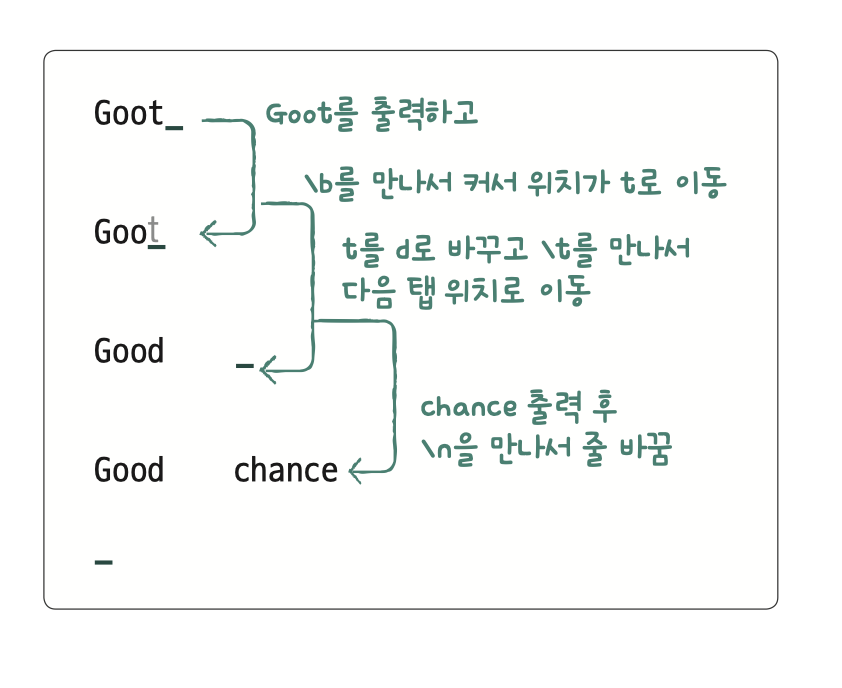 Goot_
Goot를 출력하고
\b를 만나서 커서 위치가 t로 이동
Goot
t를 d로 바꾸고 \t를 만나서
다음 탭 위치로 이동
Good _
chance 출력 후
\n을 만나서 줄 바꿈
Good chance
_